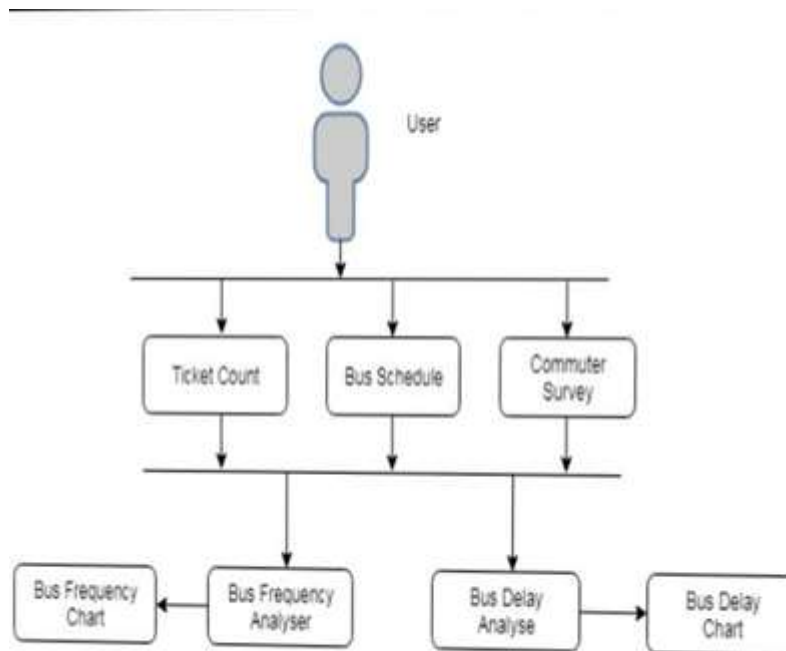 User
Ticket Count
Bus Schedule
Commuter
Survey
Bus Frequency
Chart
Bus Frequency
Analyser
Bus Delay
Analyse
Bus Delay
Chart